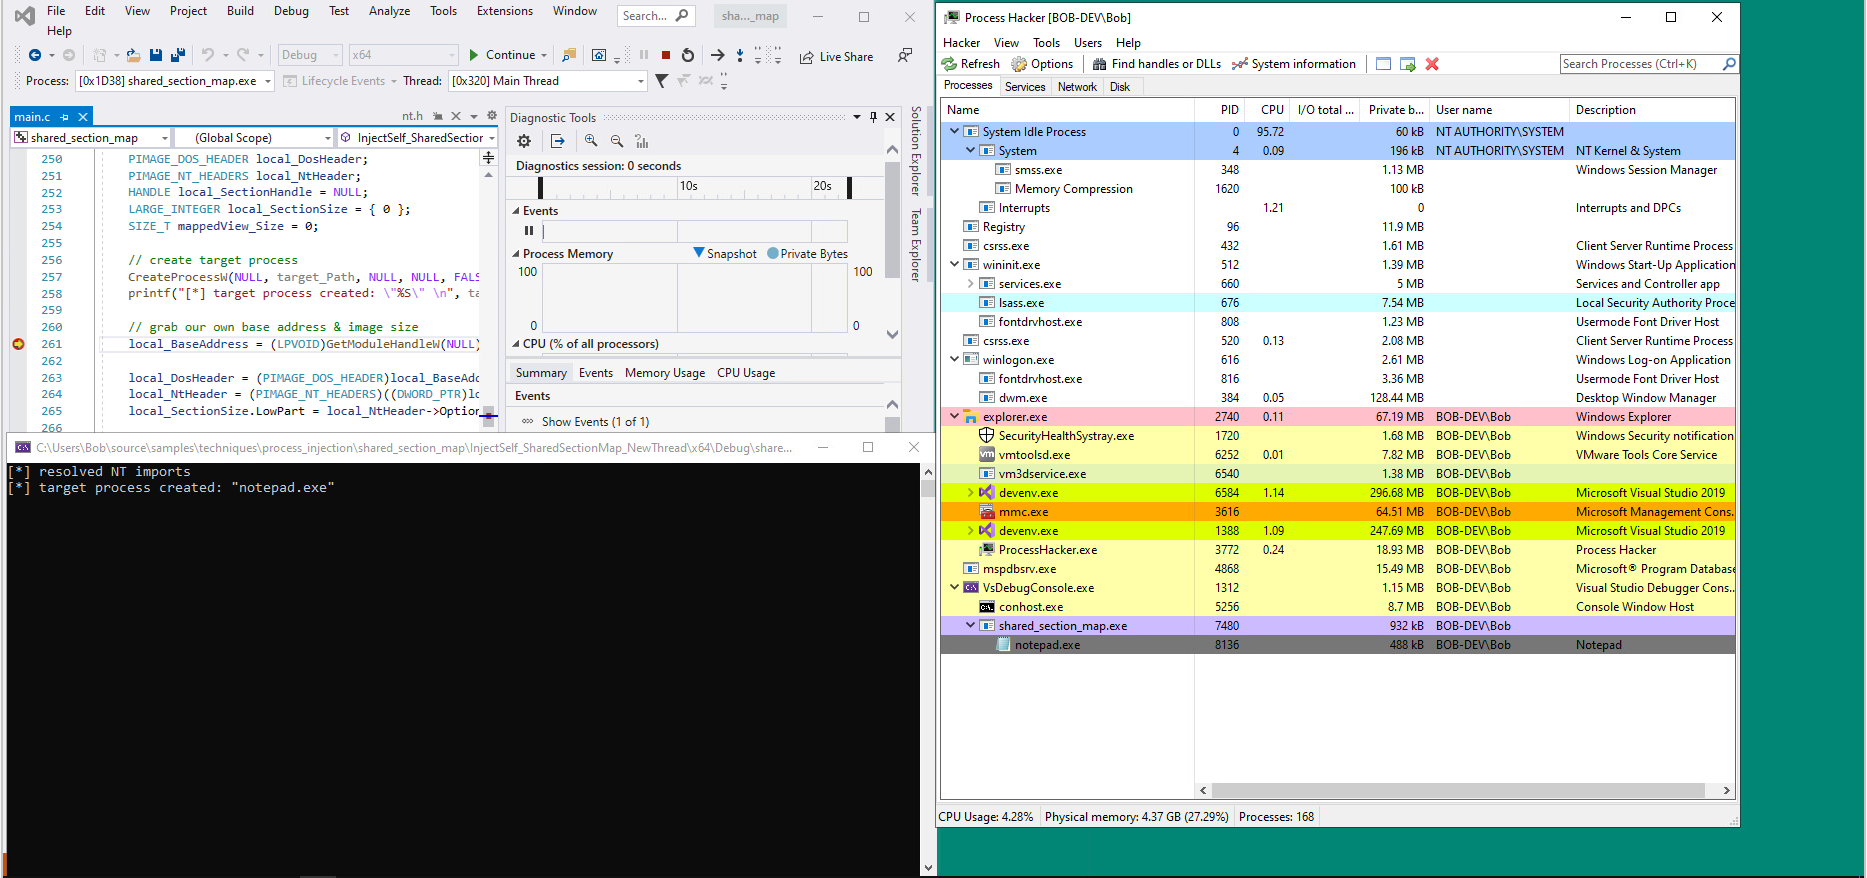 File Edit View Project Build Debug Test Analyze Tools Extensions Window Search... sha..._map
Help
Debug x64 Continue Live Share
Process: [0x1D38] shared_section_map.exe Lifecycle Events Thread: [0x320] Main Thread
main.c nt.h
shared_section_map (Global Scope) InjectSelf_SharedSection
250 PIMAGE_DOS_HEADER local_DosHeader;
251 PIMAGE_NT_HEADERS local_NtHeader;
252 HANDLE local_SectionHandle = NULL;
253 LARGE_INTEGER local_SectionSize = { 0 };
254 SIZE_T mappedView_Size = 0;
255
256 // create target process
257 CreateProcessW(NULL, target_Path, NULL, NULL, FALS
258 printf("[*] target process created: \"%S\" \n", ta
259
260 // grab our own base address & image size
261 local_BaseAddress = (LPVOID)GetModuleHandleW(NULL)
262
263 local_DosHeader = (PIMAGE_DOS_HEADER)local_BaseAdd
264 local_NtHeader = (PIMAGE_NT_HEADERS)((DWORD_PTR)lo
265 local_SectionSize.LowPart = local_NtHeader->Option
266
Diagnostic Tools
Diagnostics session: 0 seconds
10s 20s
Events
Process Memory Snapshot Private Bytes
100 100
0 0
CPU (% of all processors)
Summary Events Memory Usage CPU Usage
Events
Show Events (1 of 1)
Solution Explorer
Team Explorer
C:\Users\Bob\source\samples\techniques\process_injection\shared_section_map\InjectSelf_SharedSectionMap_NewThread\x64\Debug\share...
[*] resolved NT imports
[*] target process created: "notepad.exe"
Process Hacker [BOB-DEV\Bob]
Hacker View Tools Users Help
Refresh Options Find handles or DLLs System information Search Processes (Ctrl+K)
Processes Services Network Disk
Name PID CPU I/O total ... Private b... User name Description
System Idle Process 0 95.72 60 kB NT AUTHORITY\SYSTEM
System 4 0.09 196 kB NT AUTHORITY\SYSTEM NT Kernel & System
smss.exe 348 1.13 MB Windows Session Manager
Memory Compression 1620 100 kB
Interrupts 1.21 0 Interrupts and DPCs
Registry 96 11.9 MB
csrss.exe 432 1.61 MB Client Server Runtime Process
wininit.exe 512 1.39 MB Windows Start-Up Application
services.exe 660 5 MB Services and Controller app
lsass.exe 676 7.54 MB Local Security Authority Proce
fontdrvhost.exe 808 1.23 MB Usermode Font Driver Host
csrss.exe 520 0.13 2.08 MB Client Server Runtime Process
winlogon.exe 616 2.61 MB Windows Log-on Application
fontdrvhost.exe 816 3.36 MB Usermode Font Driver Host
dwm.exe 384 0.05 128.44 MB Desktop Window Manager
explorer.exe 2740 0.11 67.19 MB BOB-DEV\Bob Windows Explorer
SecurityHealthSystray.exe 1720 1.68 MB BOB-DEV\Bob Windows Security notification
vmtoolsd.exe 6252 0.01 7.82 MB BOB-DEV\Bob VMware Tools Core Service
vm3dservice.exe 6540 1.38 MB BOB-DEV\Bob
devenv.exe 6584 1.14 296.68 MB BOB-DEV\Bob Microsoft Visual Studio 2019
mmc.exe 3616 64.51 MB BOB-DEV\Bob Microsoft Management Cons...
devenv.exe 1388 1.09 247.69 MB BOB-DEV\Bob Microsoft Visual Studio 2019
ProcessHacker.exe 3772 0.24 18.93 MB BOB-DEV\Bob Process Hacker
mspdbsrv.exe 4868 15.49 MB BOB-DEV\Bob Microsoft® Program Database
VsDebugConsole.exe 1312 1.15 MB BOB-DEV\Bob Visual Studio Debugger Cons...
conhost.exe 5256 8.7 MB BOB-DEV\Bob Console Window Host
shared_section_map.exe 7480 932 kB BOB-DEV\Bob
notepad.exe 8136 488 kB BOB-DEV\Bob Notepad
CPU Usage: 4.28% Physical memory: 4.37 GB (27.29%) Processes: 168